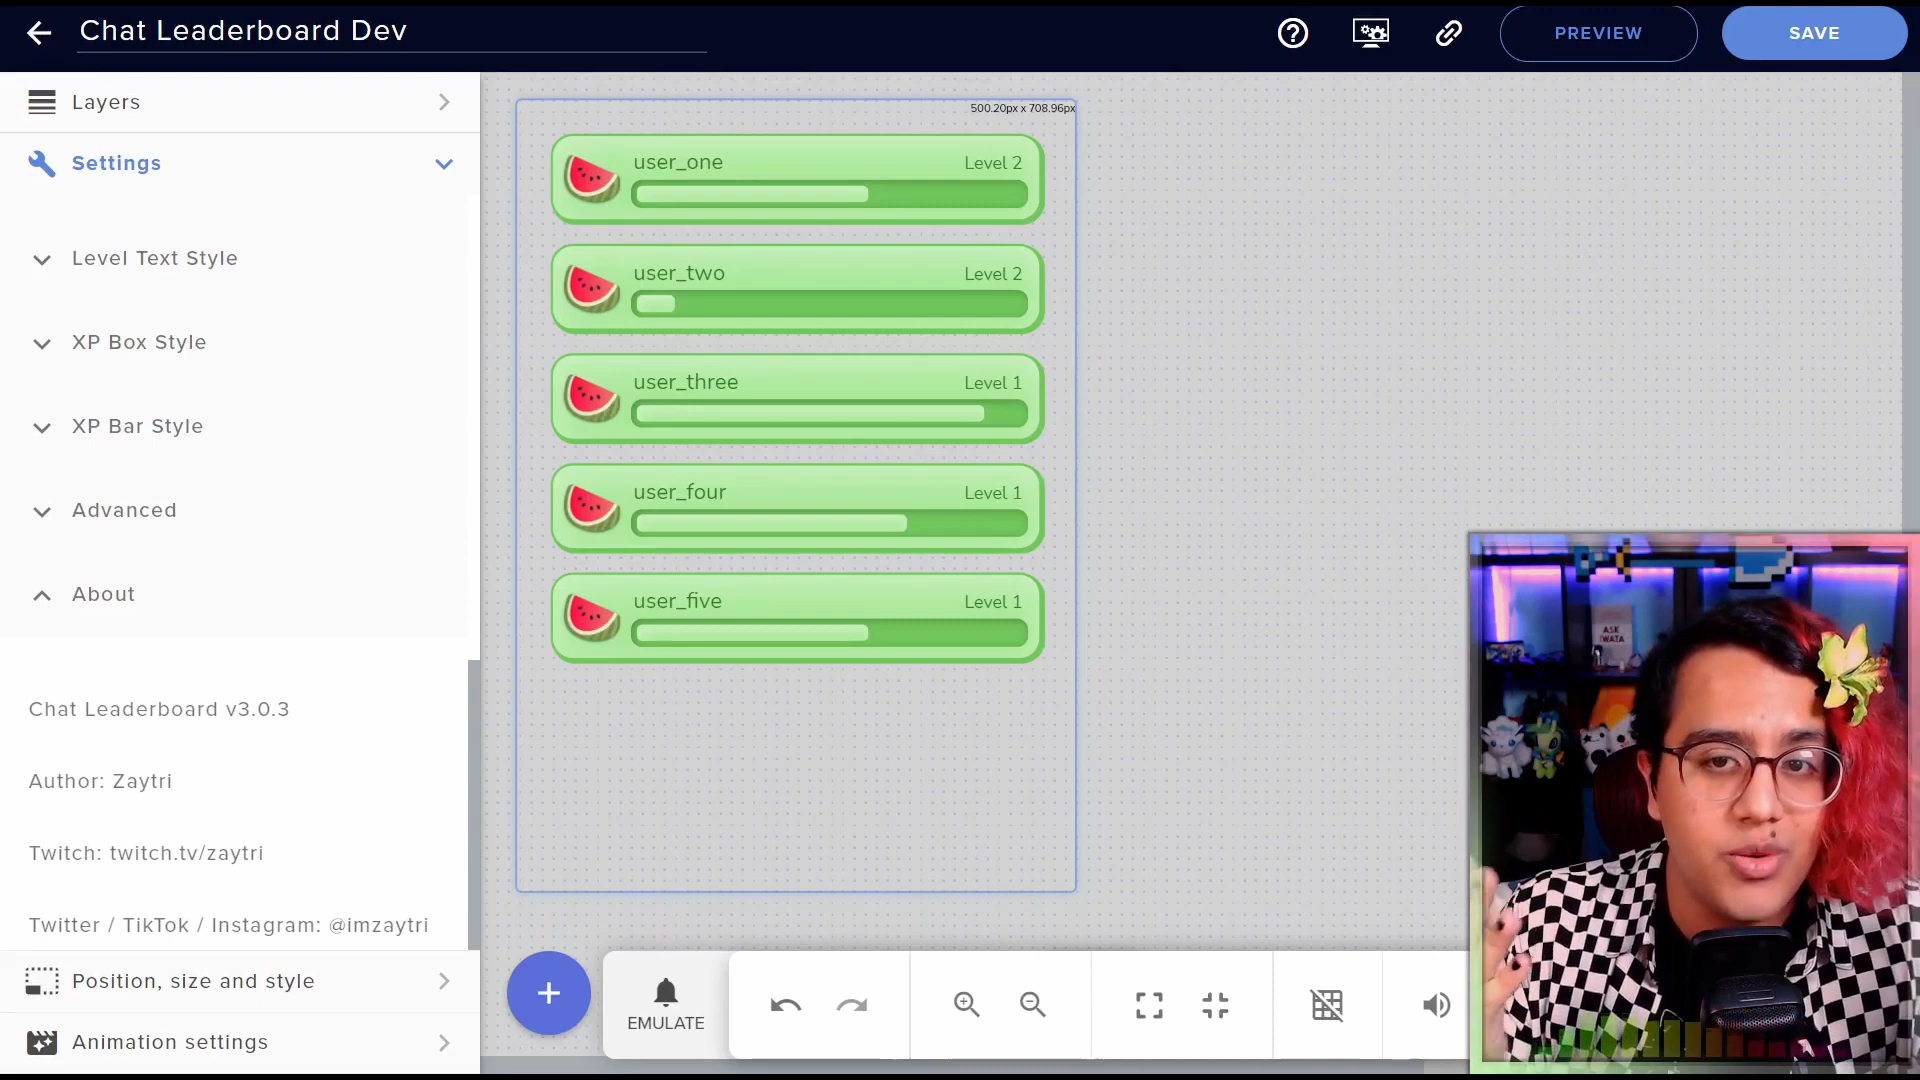 Chat Leaderboard Dev
PREVIEW
SAVE
Layers
Settings
Level Text Style
XP Box Style
XP Bar Style
Advanced
About
Chat Leaderboard v3.0.3
Author: Zaytri
Twitch: twitch.tv/zaytri
Twitter / TikTok / Instagram: @imzaytri
Position, size and style
Animation settings
500.20px x 708.96px
user_one Level 2
user_two Level 2
user_three Level 1
user_four Level 1
user_five Level 1
EMULATE
ASK
IWATA